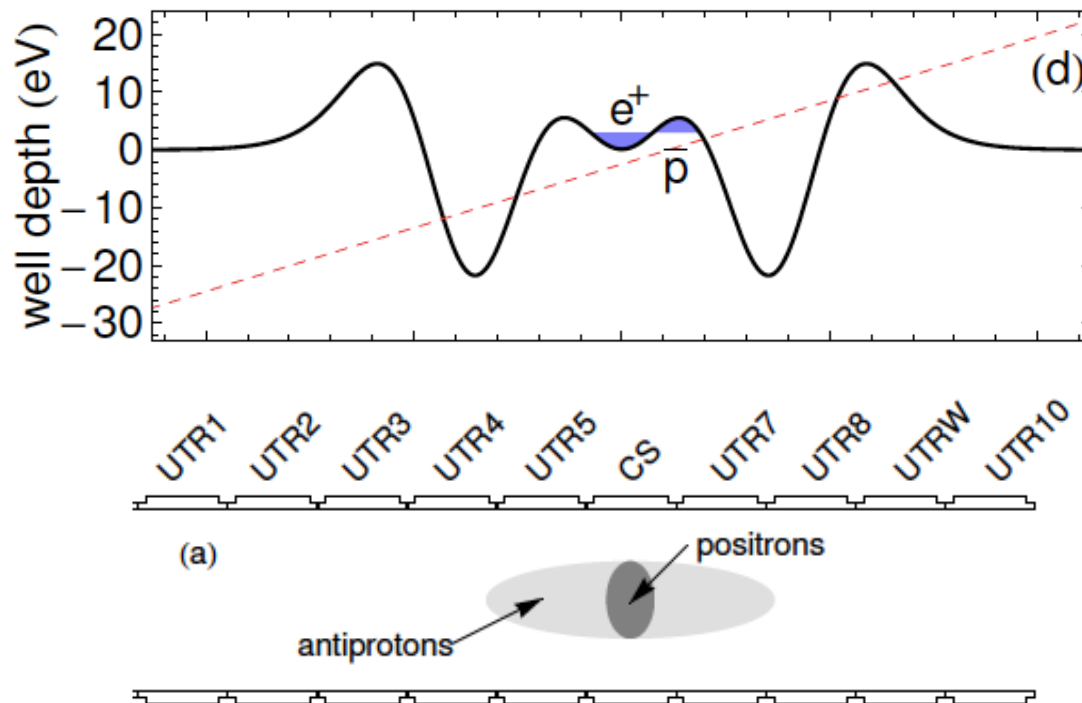 20
(d)
10
e+
0
p̅
−10
−20
−30
well depth (eV)
UTR1 UTR2 UTR3 UTR4 UTR5 CS UTR7 UTR8 UTRW UTR10
(a)
positrons
antiprotons